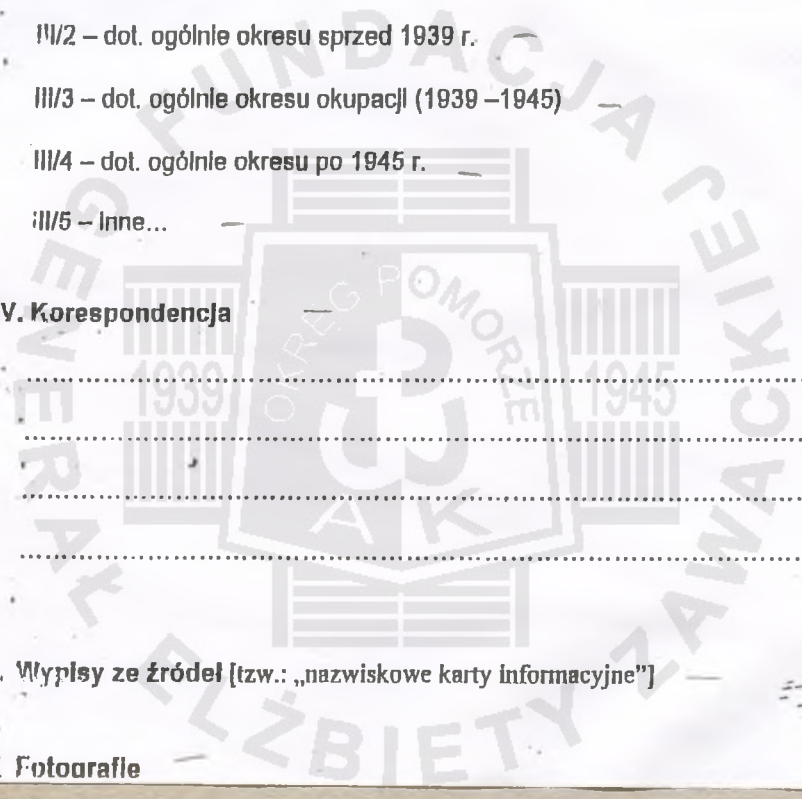 III/2 – dot. ogólnie okresu sprzed 1939 r. —
III/3 – dot. ogólnie okresu okupacji (1939 –1945) —
III/4 – dot. ogólnie okresu po 1945 r. —
III/5 – inne... —
V. Korespondencja —
. Wypisy ze źródeł [tzw.: „nazwiskowe karty informacyjne”] —
Fotografie —
FUNDACJA GENERAŁ ELŻBIETY ZAWACKIEJ
OKRĘG POMORZE
1939 1945
AK